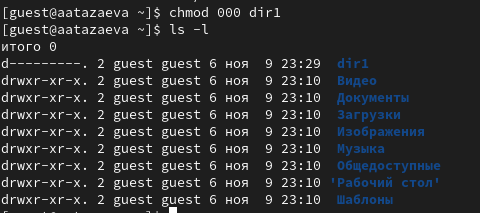 [guest@aatazaeva ~]$ chmod 000 dir1
[guest@aatazaeva ~]$ ls -l
итого 0
d---------. 2 guest guest 6 ноя  9 23:29  dir1
drwxr-xr-x. 2 guest guest 6 ноя  9 23:10  Видео
drwxr-xr-x. 2 guest guest 6 ноя  9 23:10  Документы
drwxr-xr-x. 2 guest guest 6 ноя  9 23:10  Загрузки
drwxr-xr-x. 2 guest guest 6 ноя  9 23:10  Изображения
drwxr-xr-x. 2 guest guest 6 ноя  9 23:10  Музыка
drwxr-xr-x. 2 guest guest 6 ноя  9 23:10  Общедоступные
drwxr-xr-x. 2 guest guest 6 ноя  9 23:10 'Рабочий стол'
drwxr-xr-x. 2 guest guest 6 ноя  9 23:10  Шаблоны